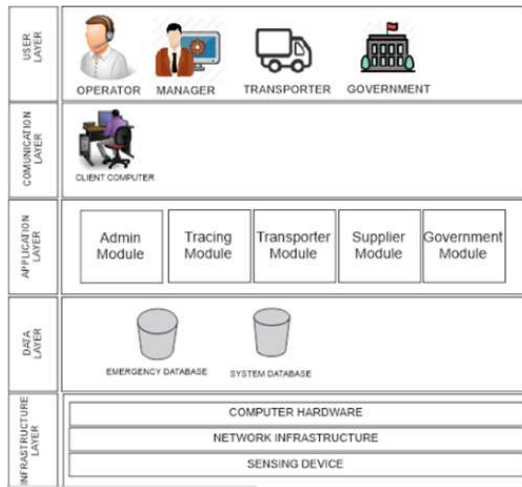 USER
LAYER
OPERATOR MANAGER TRANSPORTER GOVERNMENT
COMUNICATION
LAYER
CLIENT COMPUTER
APPLICATION
LAYER
Admin
Module
Tracing
Module
Transporter
Module
Supplier
Module
Government
Module
DATA
LAYER
EMERGENCY DATABASE SYSTEM DATABASE
INFRASTRUCTURE
LAYER
COMPUTER HARDWARE
NETWORK INFRASTRUCTURE
SENSING DEVICE